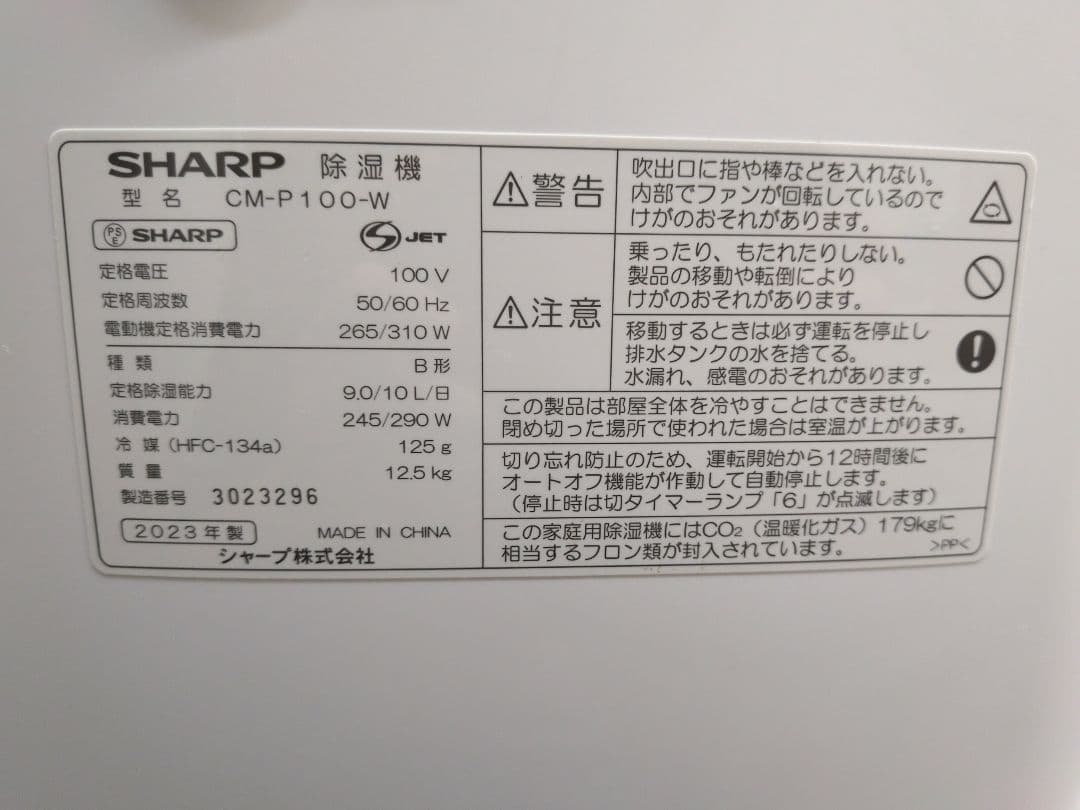 SHARP 除湿機
型名 CM-P100-W
PSE SHARP
S JET
定格電圧 100 V
定格周波数 50/60 Hz
電動機定格消費電力 265/310 W
種類 B形
定格除湿能力 9.0/10 L/日
消費電力 245/290 W
冷媒(HFC-134a) 125 g
質量 12.5 kg
製造番号 3023296
2023年製 MADE IN CHINA
シャープ株式会社
警告
吹出口に指や棒などを入れない。
内部でファンが回転しているので
けがのおそれがあります。
注意
乗ったり、もたれたりしない。
製品の移動や転倒により
けがのおそれがあります。
移動するときは必ず運転を停止し
排水タンクの水を捨てる。
水漏れ、感電のおそれがあります。
この製品は部屋全体を冷やすことはできません。
閉め切った場所で使われた場合は室温が上がります。
切り忘れ防止のため、運転開始から12時間後に
オートオフ機能が作動して自動停止します。
(停止時は切タイマーランプ「6」が点滅します)
この家庭用除湿機にはCO2(温暖化ガス)179kgに
相当するフロン類が封入されています。
>PP<